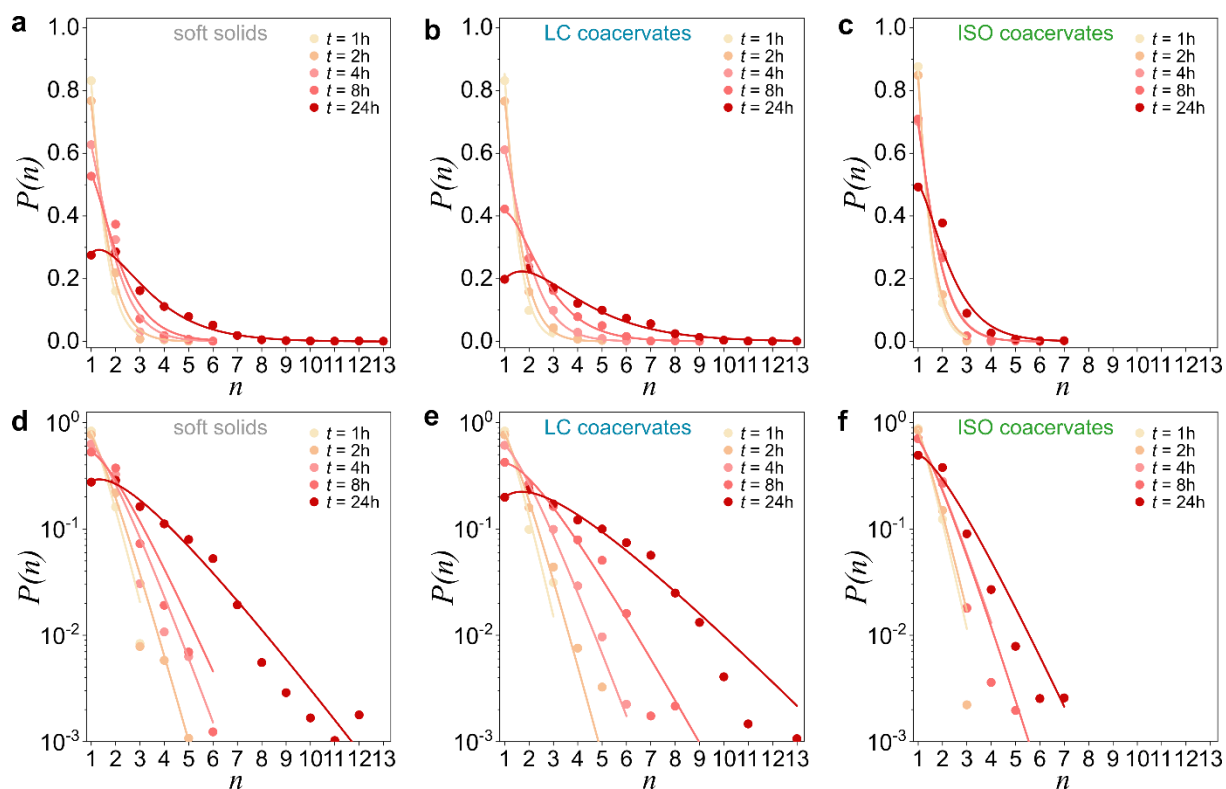 a
soft solids
t = 1h
t = 2h
t = 4h
t = 8h
t = 24h
P(n)
1.0
0.8
0.6
0.4
0.2
0.0
1 2 3 4 5 6 7 8 9 10 11 12 13
n
b
LC coacervates
t = 1h
t = 2h
t = 4h
t = 8h
t = 24h
P(n)
1.0
0.8
0.6
0.4
0.2
0.0
1 2 3 4 5 6 7 8 9 10 11 12 13
n
c
ISO coacervates
t = 1h
t = 2h
t = 4h
t = 8h
t = 24h
P(n)
1.0
0.8
0.6
0.4
0.2
0.0
1 2 3 4 5 6 7 8 9 10 11 12 13
n
d
soft solids
t = 1h
t = 2h
t = 4h
t = 8h
t = 24h
P(n)
10⁰
10⁻¹
10⁻²
10⁻³
1 2 3 4 5 6 7 8 9 10 11 12 13
n
e
LC coacervates
t = 1h
t = 2h
t = 4h
t = 8h
t = 24h
P(n)
10⁰
10⁻¹
10⁻²
10⁻³
1 2 3 4 5 6 7 8 9 10 11 12 13
n
f
ISO coacervates
t = 1h
t = 2h
t = 4h
t = 8h
t = 24h
P(n)
10⁰
10⁻¹
10⁻²
10⁻³
1 2 3 4 5 6 7 8 9 10 11 12 13
n